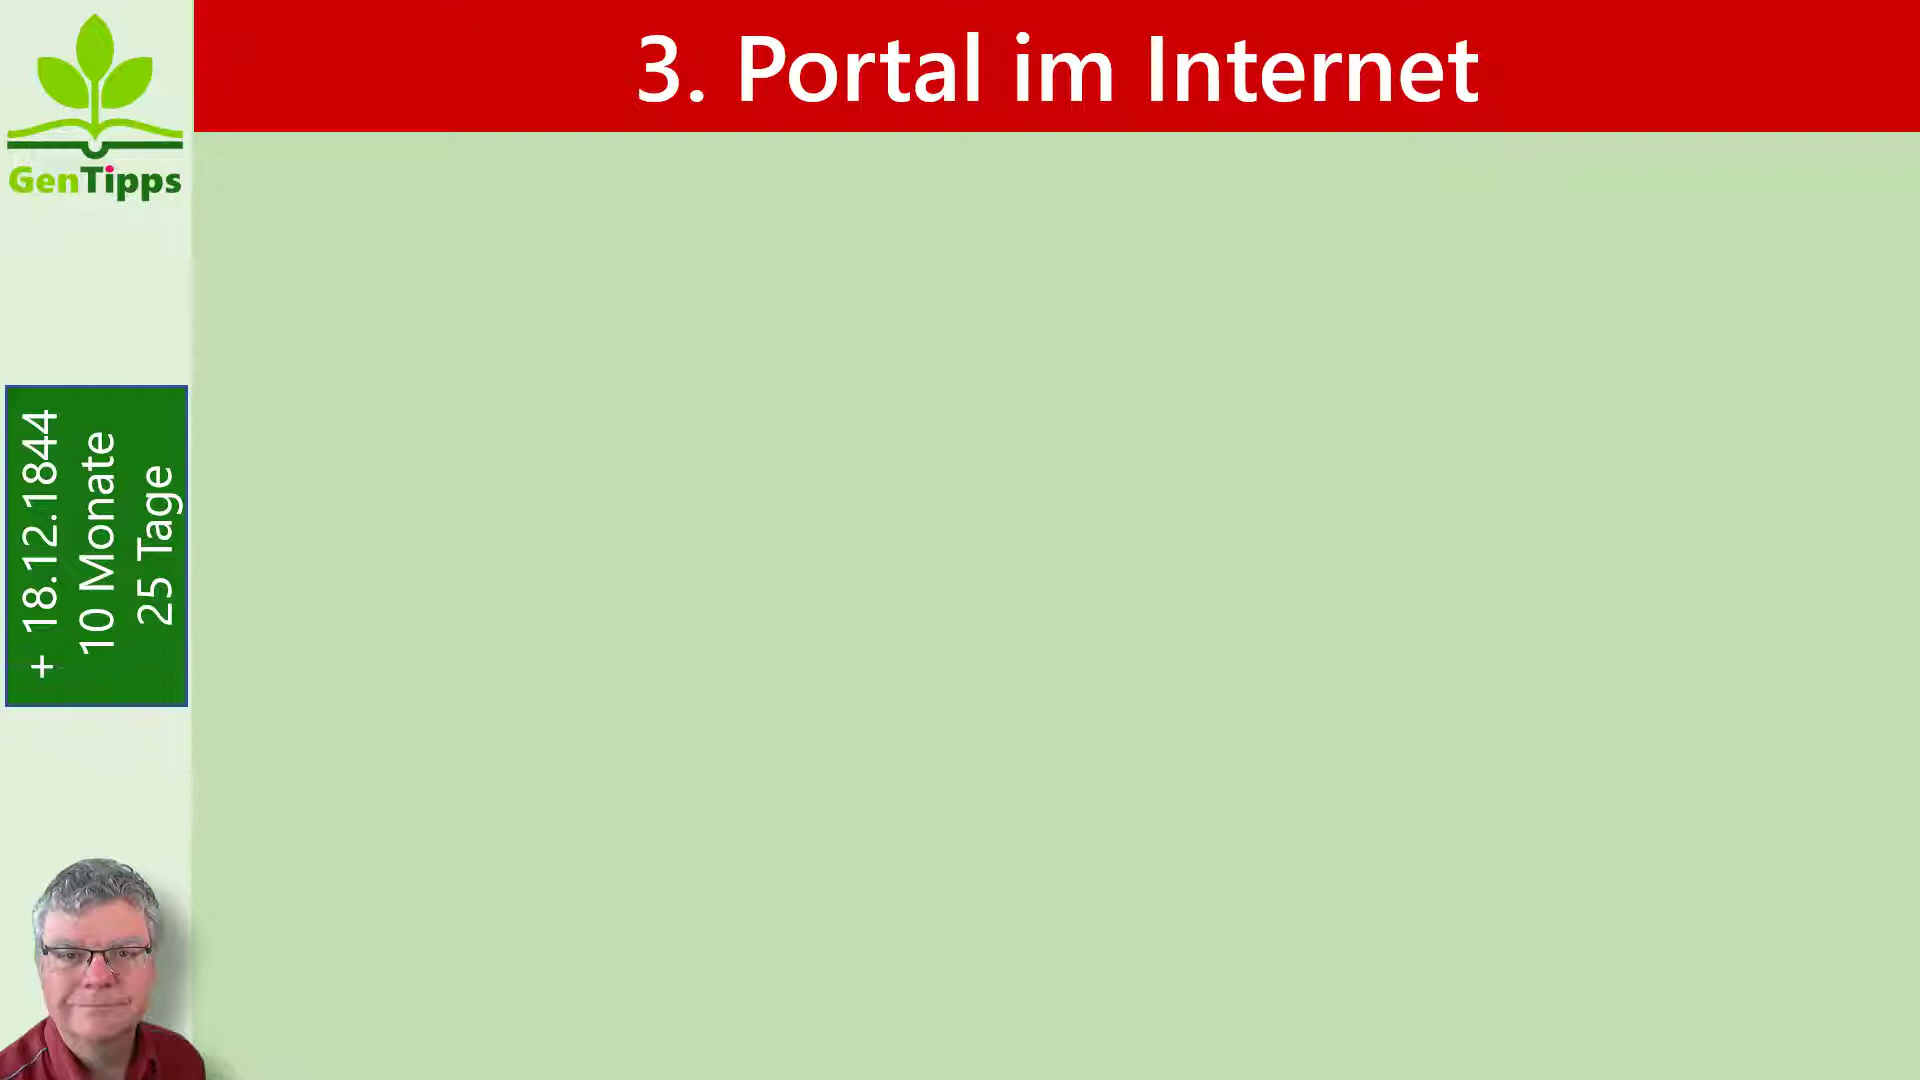 3. Portal im Internet
GenTipps
+ 18.12.1844
10 Monate
25 Tage